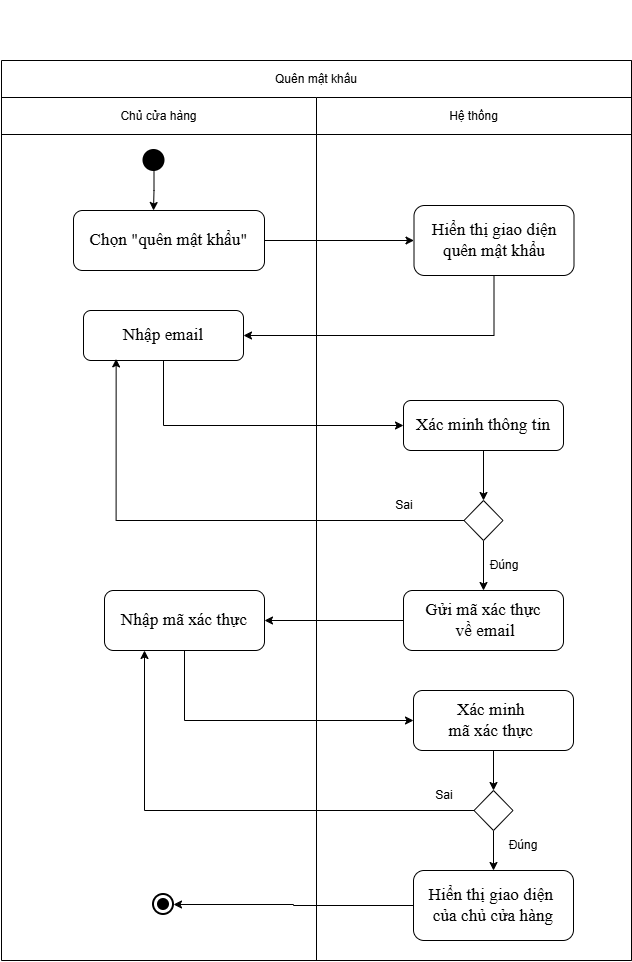 Quên mật khẩu
Chủ cửa hàng
Hệ thống
Chọn "quên mật khẩu"
Hiển thị giao diện
quên mật khẩu
Nhập email
Xác minh thông tin
Sai
Đúng
Nhập mã xác thực
Gửi mã xác thực
về email
Xác minh
mã xác thực
Sai
Đúng
Hiển thị giao diện
của chủ cửa hàng